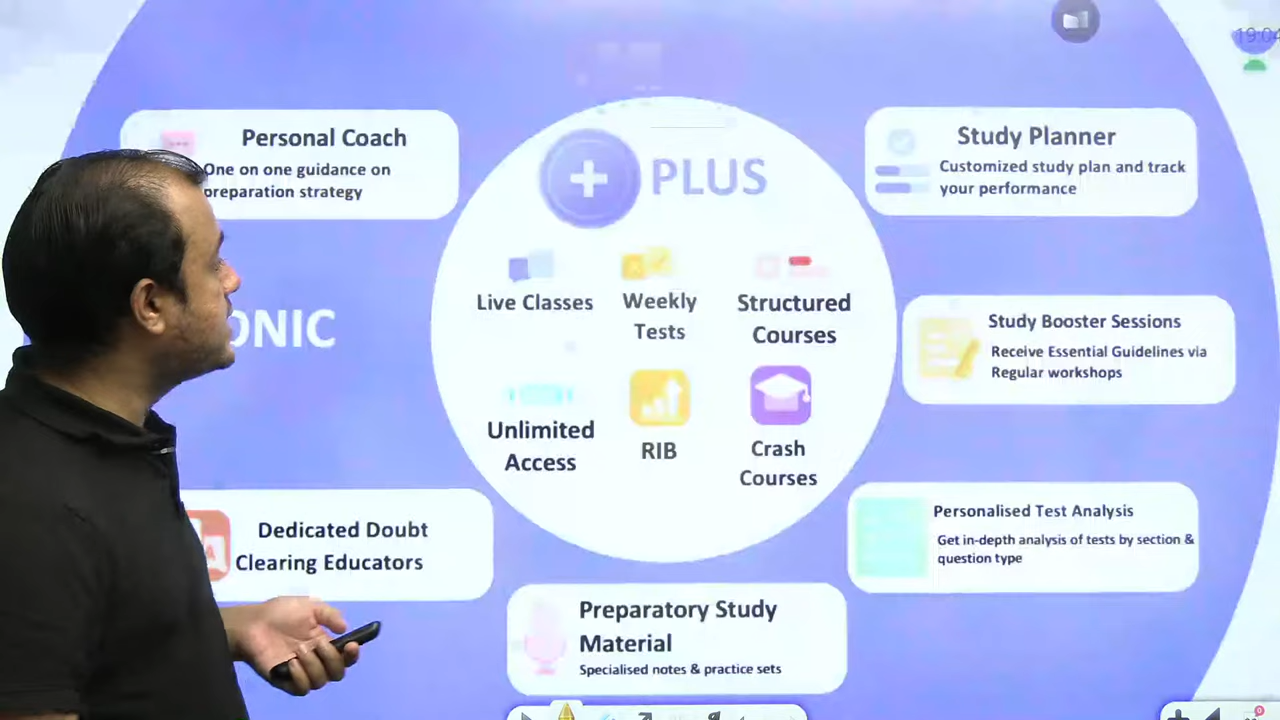 19:04
Personal Coach
One on one guidance on
preparation strategy
PLUS
Study Planner
Customized study plan and track
your performance
Live Classes
Weekly
Tests
Structured
Courses
ONIC
Study Booster Sessions
Receive Essential Guidelines via
Regular workshops
Unlimited
Access
RIB
Crash
Courses
Dedicated Doubt
Clearing Educators
Personalised Test Analysis
Get in-depth analysis of tests by section &
question type
Preparatory Study
Material
Specialised notes & practice sets